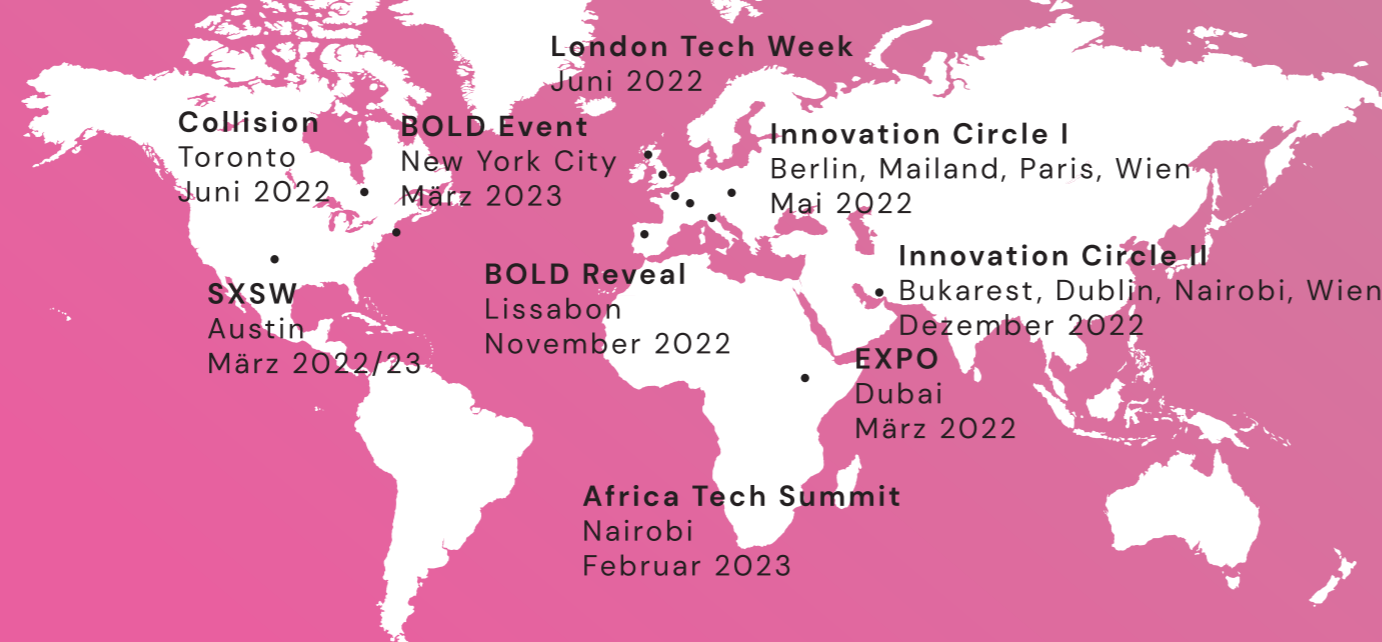 London Tech Week
Juni 2022
Collision
Toronto
Juni 2022
BOLD Event
New York City
März 2023
Innovation Circle I
Berlin, Mailand, Paris, Wien
Mai 2022
Innovation Circle II
Bukarest, Dublin, Nairobi, Wien
Dezember 2022
SXSW
Austin
März 2022/23
BOLD Reveal
Lissabon
November 2022
EXPO
Dubai
März 2022
Africa Tech Summit
Nairobi
Februar 2023